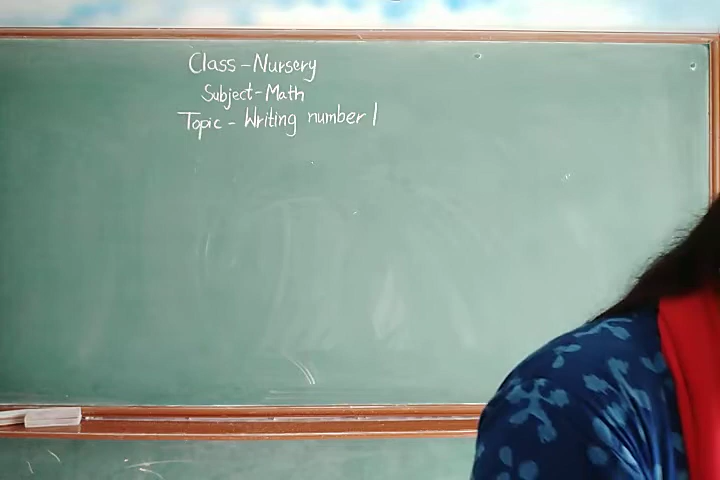 Class - Nursery
Subject - Math
Topic - Writing number 1